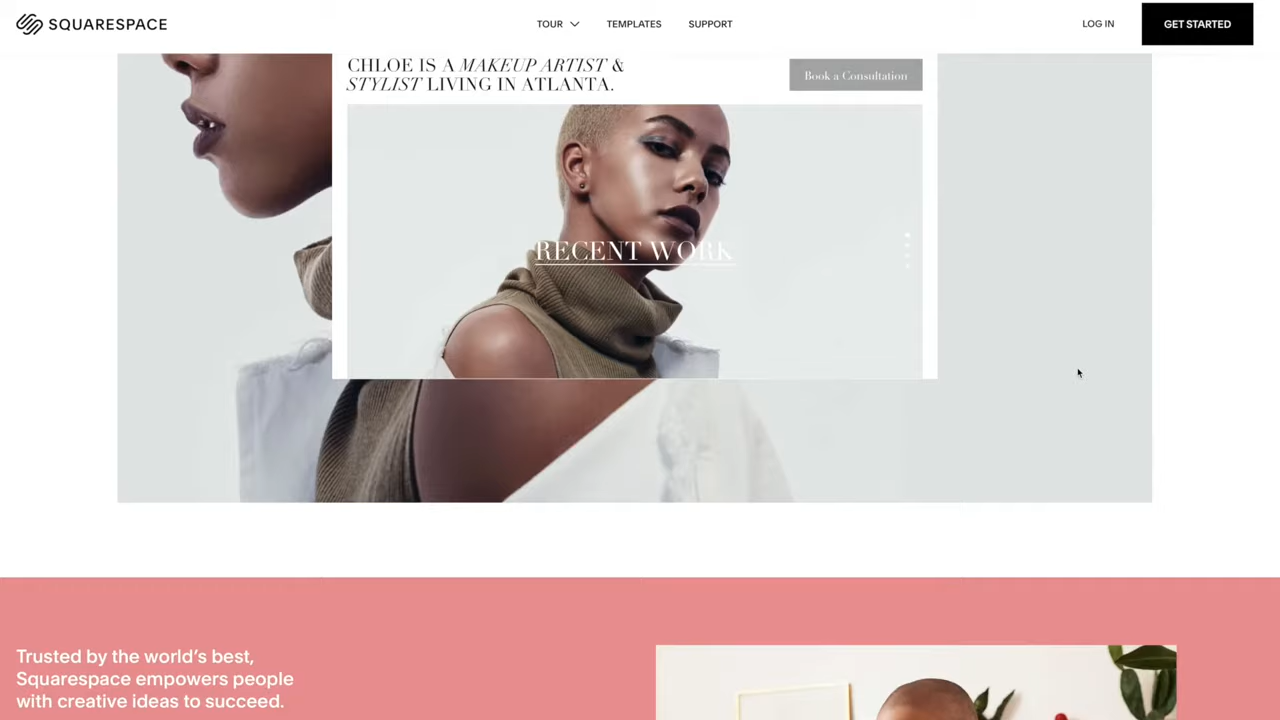 SQUARESPACE
TOUR
TEMPLATES
SUPPORT
LOG IN
GET STARTED
CHLOE IS A MAKEUP ARTIST &
STYLIST LIVING IN ATLANTA.
Book a Consultation
RECENT WORK
Trusted by the world’s best,
Squarespace empowers people
with creative ideas to succeed.